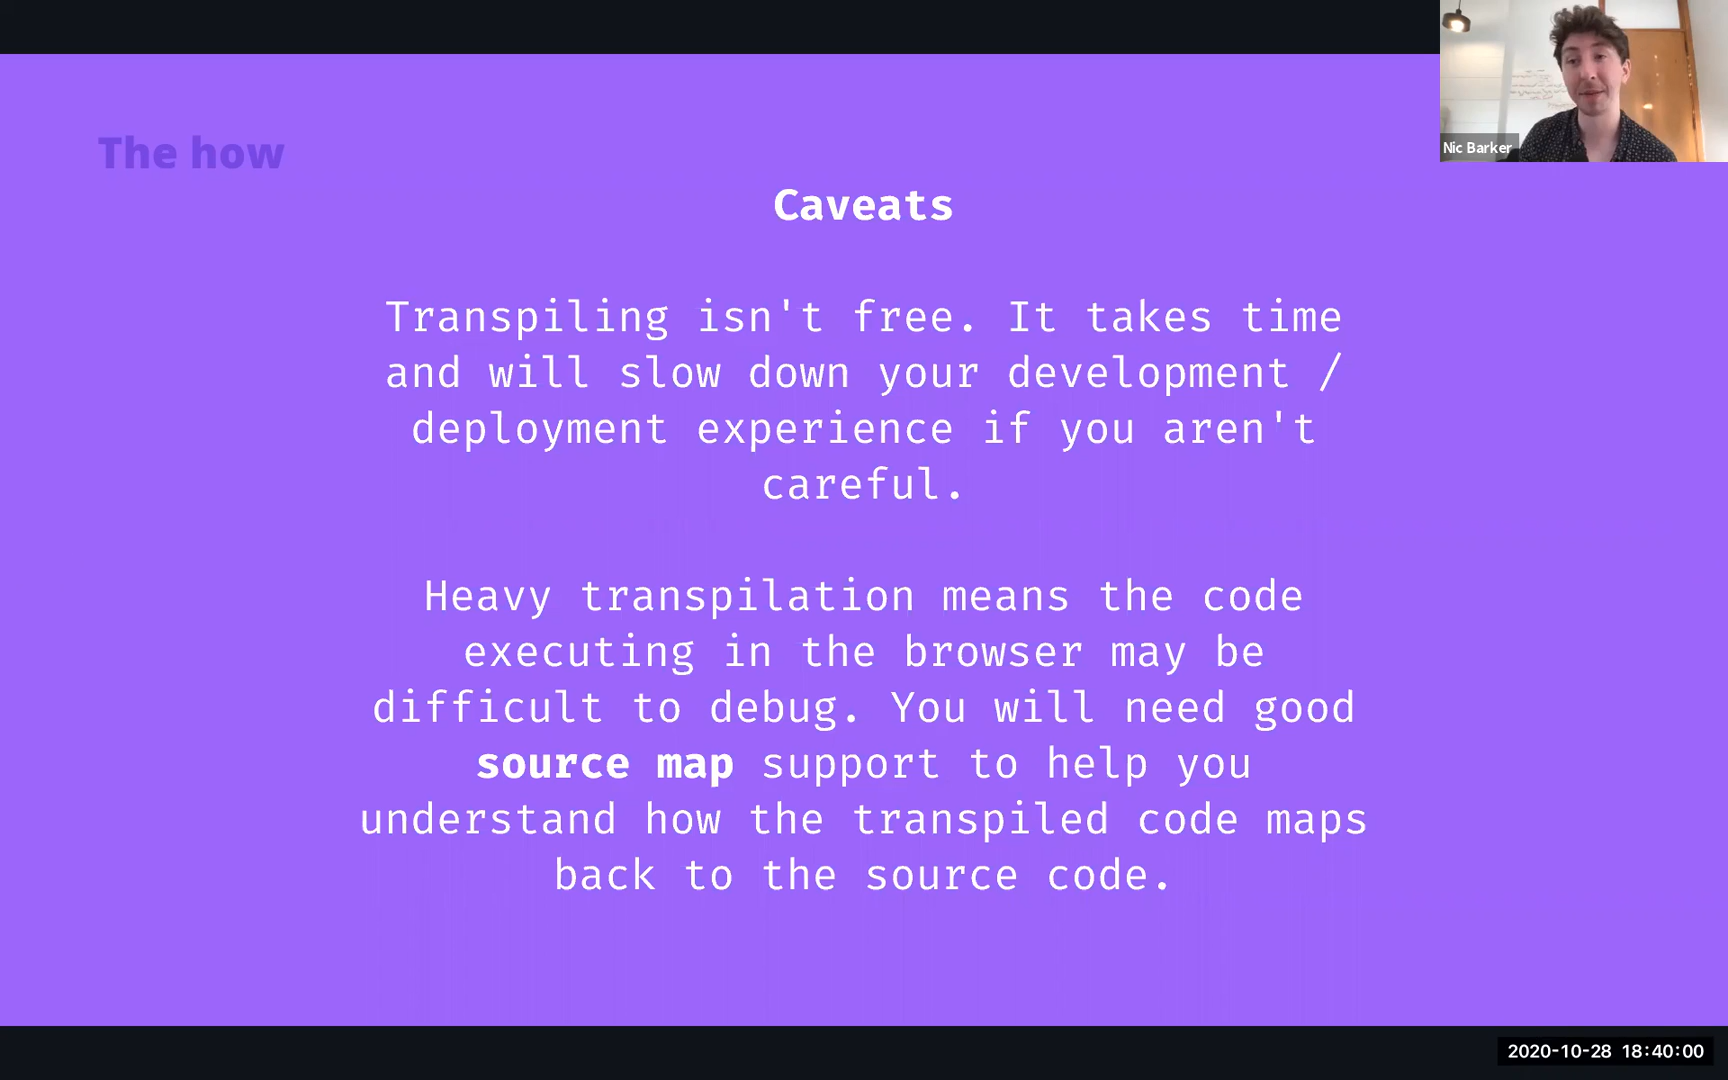 The how
Nic Barker
Caveats
Transpiling isn't free. It takes time
and will slow down your development /
deployment experience if you aren't
careful.
Heavy transpilation means the code
executing in the browser may be
difficult to debug. You will need good
source map support to help you
understand how the transpiled code maps
back to the source code.
2020-10-28 18:40:00